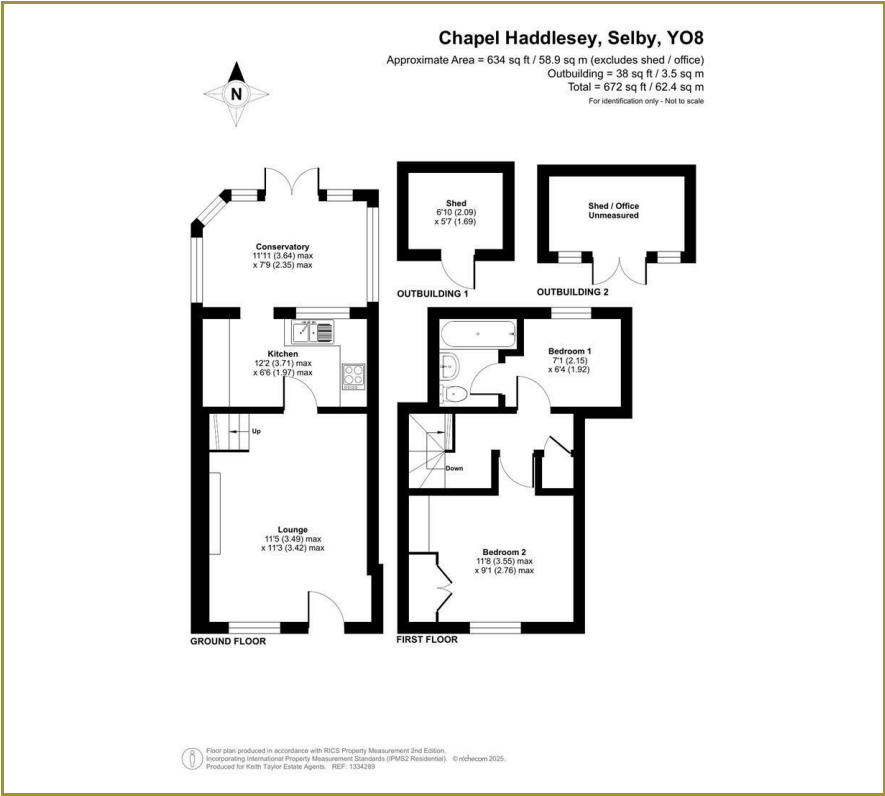 Chapel Haddlesey, Selby, YO8
Approximate Area = 634 sq ft / 58.9 sq m (excludes shed / office)
Outbuilding = 38 sq ft / 3.5 sq m
Total = 672 sq ft / 62.4 sq m
For identification only - Not to scale
N
Conservatory
11'11 (3.64) max
x 7'9 (2.35) max
Shed
6'10 (2.09)
x 5'7 (1.69)
OUTBUILDING 1
Shed / Office
Unmeasured
OUTBUILDING 2
Kitchen
12'2 (3.71) max
x 6'6 (1.97) max
Bedroom 1
7'1 (2.15)
x 6'4 (1.92)
Up
Down
Lounge
11'5 (3.49) max
x 11'3 (3.42) max
Bedroom 2
11'8 (3.55) max
x 9'1 (2.76) max
GROUND FLOOR
FIRST FLOOR
Floor plan produced in accordance with RICS Property Measurement 2nd Edition.
Incorporating International Property Measurement Standards (IPMS2 Residential). © nichecom 2025.
Produced for Keith Taylor Estate Agents. REF: 1334289